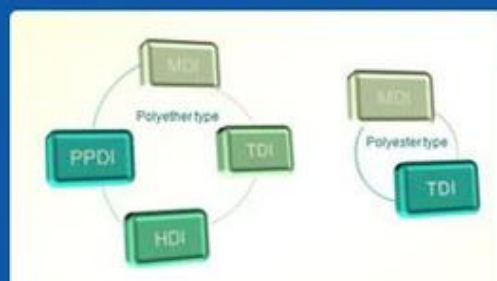 MDI
Polyether type
PPDI
TDI
HDI
MDI
Polyester type
TDI